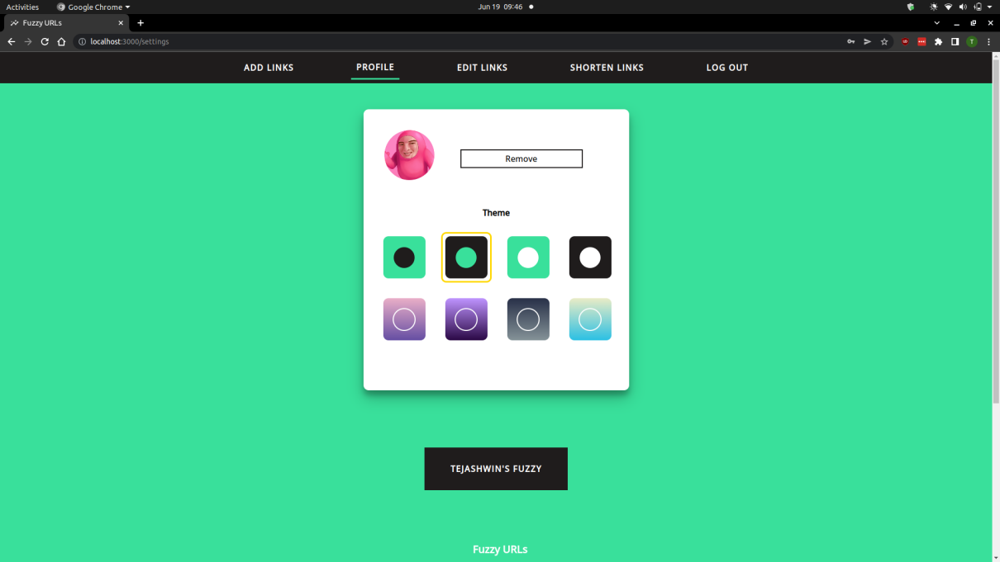 Activities Google Chrome Jun 19 09:46
Fuzzy URLs
localhost:3000/settings
ADD LINKS PROFILE EDIT LINKS SHORTEN LINKS LOG OUT
Remove
Theme
TEJASHWIN'S FUZZY
Fuzzy URLs